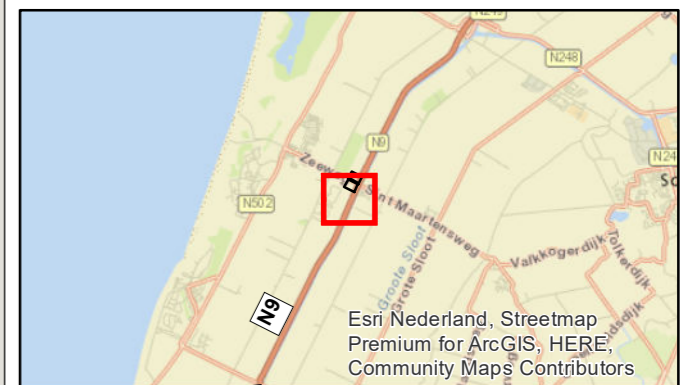 N248
N9
Zeeweg
Sint Maartensweg
N502
Valkkogerdijk
Tolkerdijk
Groote Sloot
Grote Sloot
N9
Esri Nederland, Streetmap
Premium for ArcGIS, HERE,
Community Maps Contributors